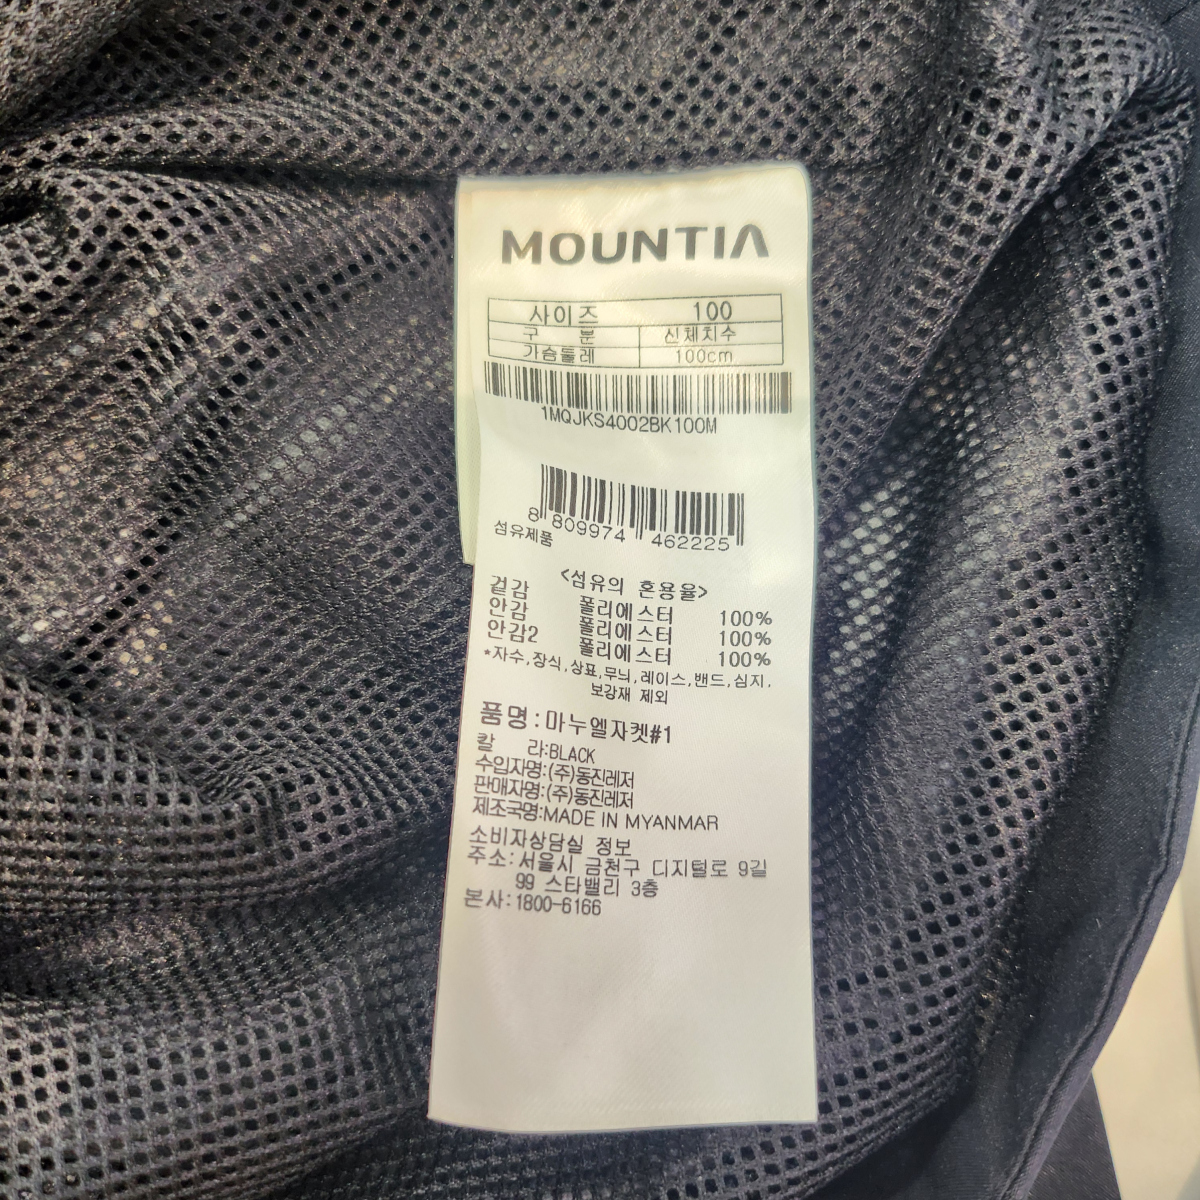 MOUNTIA
사이즈 100
구 분 신체치수
가슴둘레 100cm
1MQJKS4002BK100M
8 809974 462225
섬유제품
<섬유의 혼용율>
겉감 폴리에스터 100%
안감 폴리에스터 100%
안감2 폴리에스터 100%
*자수,장식,상표,무늬,레이스,밴드,심지,
보강재 제외
품명:마누엘자켓#1
칼 라:BLACK
수입자명:(주)동진레저
판매자명:(주)동진레저
제조국명:MADE IN MYANMAR
소비자상담실 정보
주소:서울시 금천구 디지털로 9길
99 스타밸리 3층
본사:1800-6166